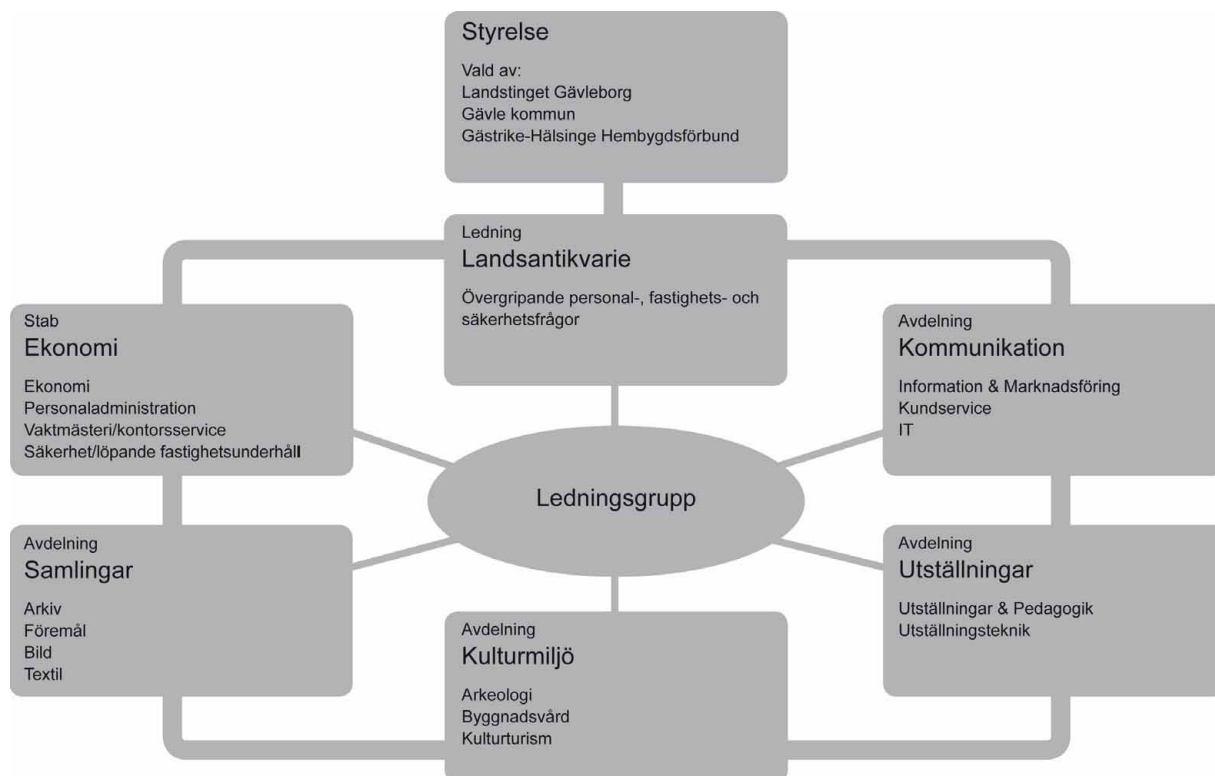 Styrelse
Vald av:
Landstinget Gävleborg
Gävle kommun
Gästrike-Hälsinge Hembygdsförbund
Ledning
Landsantikvarie
Övergripande personal-, fastighets- och
säkerhetsfrågor
Stab
Ekonomi
Ekonomi
Personaladministration
Vaktmästeri/kontorsservice
Säkerhet/löpande fastighetsunderhåll
Avdelning
Kommunikation
Information & Marknadsföring
Kundservice
IT
Ledningsgrupp
Avdelning
Samlingar
Arkiv
Föremål
Bild
Textil
Avdelning
Kulturmiljö
Arkeologi
Byggnadsvård
Kulturturism
Avdelning
Utställningar
Utställningar & Pedagogik
Utställningsteknik